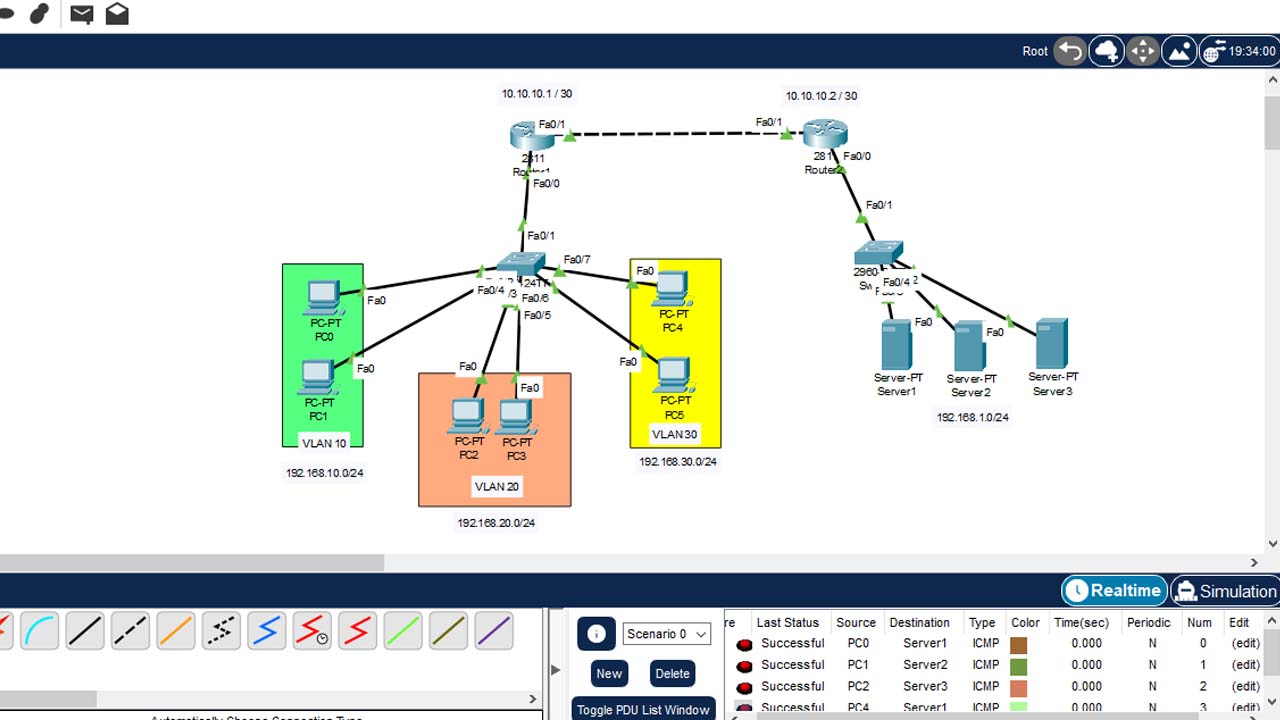 Root
19:34:00
10.10.10.1 / 30
10.10.10.2 / 30
Fa0/1
Fa0/1
2811
Fa0/0
Fa0/0
Fa0/1
Fa0/1
Fa0/7
2960
Fa0/4
Fa0/4
/3
Fa0/6
Fa0/5
Fa0
PC-PT
PC0
Fa0
PC-PT
PC1
VLAN 10
192.168.10.0/24
Fa0
Fa0
PC-PT
PC2
PC-PT
PC3
VLAN 20
192.168.20.0/24
Fa0
PC-PT
PC4
Fa0
PC-PT
PC5
VLAN 30
192.168.30.0/24
Fa0
Fa0
Server-PT
Server1
Server-PT
Server2
Server-PT
Server3
192.168.1.0/24
Realtime
Simulation
Scenario 0
New
Delete
Toggle PDU List Window
re Last Status Source Destination Type Color Time(sec) Periodic Num Edit
Successful PC0 Server1 ICMP 0.000 N 0 (edit)
Successful PC1 Server2 ICMP 0.000 N 1 (edit)
Successful PC2 Server3 ICMP 0.000 N 2 (edit)
Successful PC4 Server1 ICMP 0.000 N 3 (edit)
Automatically Choose Connection Type